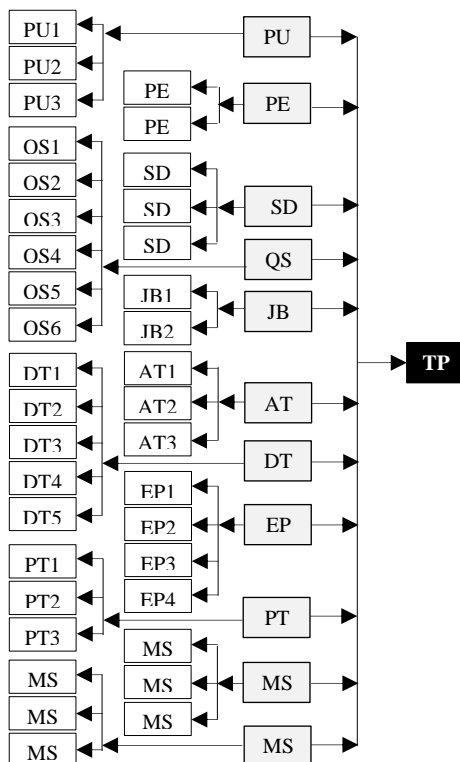 PU1
PU2
PU3
OS1
OS2
OS3
OS4
OS5
OS6
DT1
DT2
DT3
DT4
DT5
PT1
PT2
PT3
MS
MS
MS
PE
PE
SD
SD
SD
JB1
JB2
AT1
AT2
AT3
EP1
EP2
EP3
EP4
MS
MS
MS
PU
PE
SD
QS
JB
AT
DT
EP
PT
MS
MS
TP